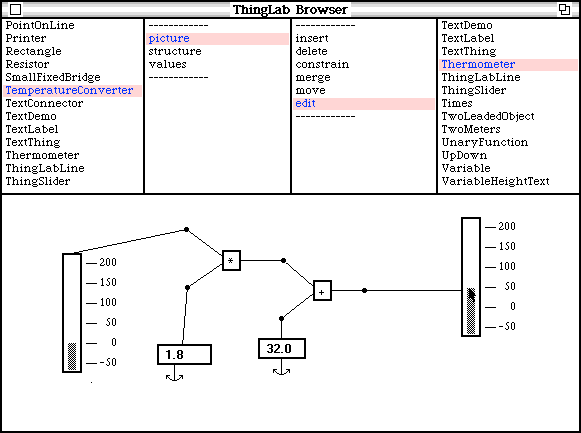 ThingLab Browser
PointOnLine
Printer
Rectangle
Resistor
SmallFixedBridge
TemperatureConverter
TextConnector
TextDemo
TextLabel
TextThing
Thermometer
ThingLabLine
ThingSlider
------------
picture
structure
values
------------
------------
insert
delete
constrain
merge
move
edit
------------
TextDemo
TextLabel
TextThing
Thermometer
ThingLabLine
ThingSlider
Times
TwoLeadedObject
TwoMeters
UnaryFunction
UpDown
Variable
VariableHeightText
200
150
100
50
0
-50
*
1.8
+
32.0
200
150
100
50
0
-50